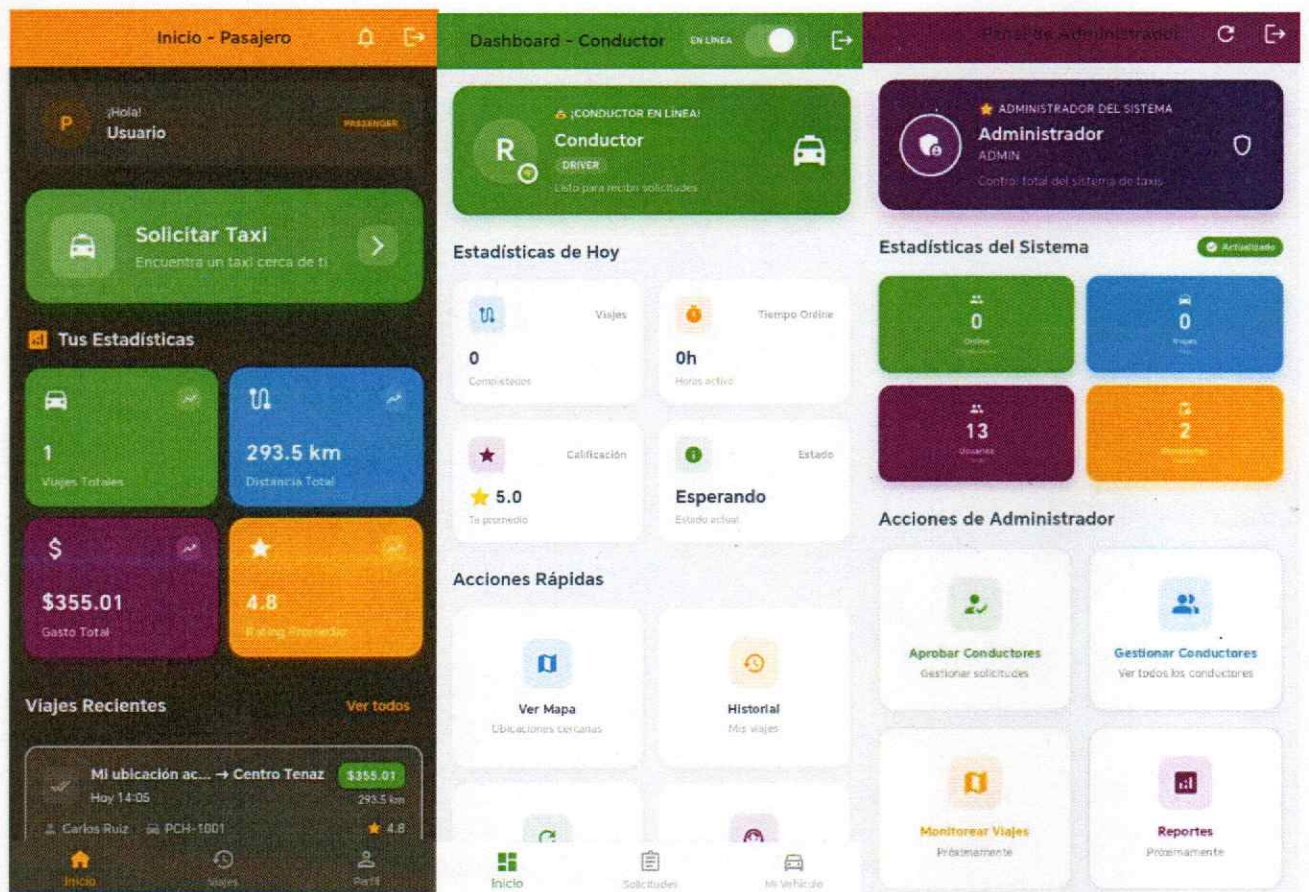 Inicio - Pasajero
P
¡Hola!
Usuario
PASSENGER
Solicitar Taxi
Encuentra un taxi cerca de ti
Tus Estadísticas
1
Viajes Totales
293.5 km
Distancia Total
$
$355.01
Gasto Total
4.8
Rating Promedio
Viajes Recientes
Ver todos
Mi ubicación ac... → Centro Tenaz
$355.01
Hoy 14:05
293.5 km
Carlos Ruiz
PCH-1001
4.8
Inicio
Viajes
Perfil
Dashboard - Conductor
EN LÍNEA
¡CONDUCTOR EN LÍNEA!
R
Conductor
DRIVER
Listo para recibir solicitudes
Estadísticas de Hoy
Viajes
0
Completados
Tiempo Online
0h
Horas activo
Calificación
5.0
Tu promedio
Estado
Esperando
Estado actual
Acciones Rápidas
Ver Mapa
Ubicaciones cercanas
Historial
Mis viajes
Inicio
Solicitudes
Mi Vehículo
Panel de Administrador
ADMINISTRADOR DEL SISTEMA
Administrador
ADMIN
Control total del sistema de taxis
Estadísticas del Sistema
Actualizado
0
Online
0
Viajes
13
Usuarios
2
Acciones de Administrador
Aprobar Conductores
Gestionar solicitudes
Gestionar Conductores
Ver todos los conductores
Monitorear Viajes
Próximamente
Reportes
Próximamente